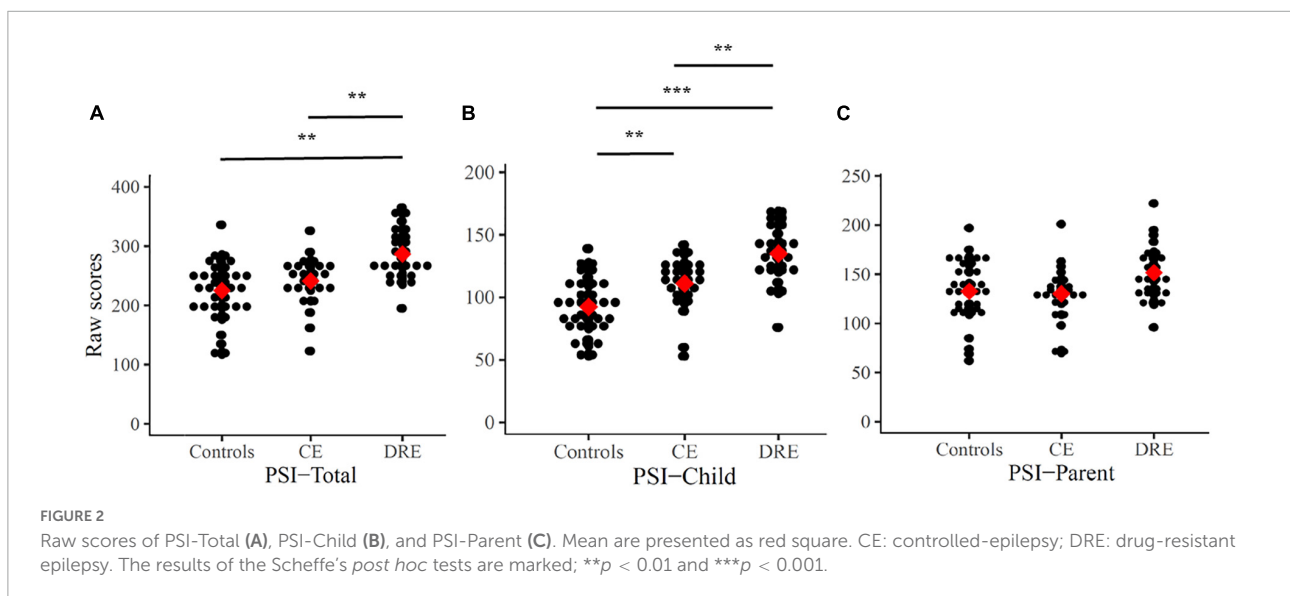 **
**
***
**
**
A
B
C
Raw scores
400
300
200
100
0
Controls CE DRE
PSI−Total
200
150
100
50
0
Controls CE DRE
PSI−Child
250
200
150
100
50
0
Controls CE DRE
PSI−Parent
FIGURE 2
Raw scores of PSI-Total (A), PSI-Child (B), and PSI-Parent (C). Mean are presented as red square. CE: controlled-epilepsy; DRE: drug-resistant
epilepsy. The results of the Scheffe's post hoc tests are marked; **p < 0.01 and ***p < 0.001.